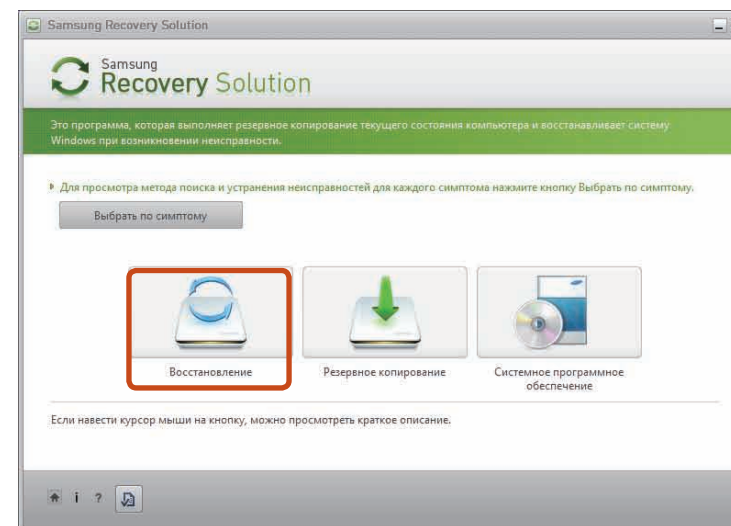 Samsung Recovery Solution
Samsung
Recovery Solution
Это программа, которая выполняет резервное копирование текущего состояния компьютера и восстанавливает систему
Windows при возникновении неисправности.
Для просмотра метода поиска и устранения неисправностей для каждого симптома нажмите кнопку Выбрать по симптому.
Выбрать по симптому
Восстановление
Резервное копирование
Системное программное
обеспечение
Если навести курсор мыши на кнопку, можно просмотреть краткое описание.
i ?